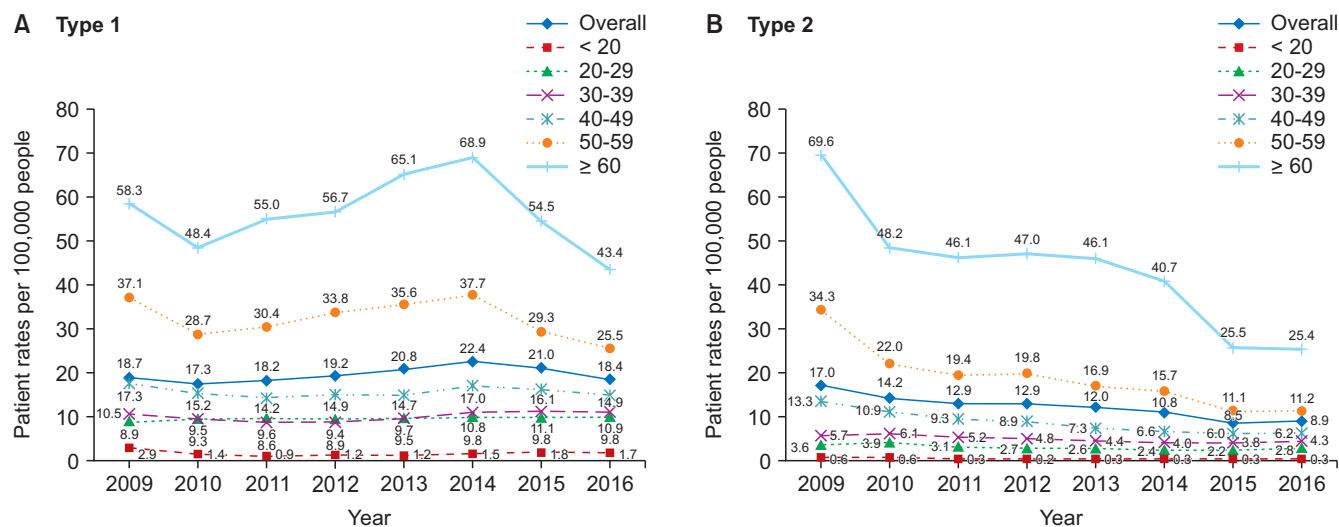 A Type 1
Overall
< 20
20-29
30-39
40-49
50-59
≥ 60
Patient rates per 100,000 people
80
70
60
50
40
30
20
10
0
58.3 48.4 55.0 56.7 65.1 68.9 54.5 43.4
37.1 28.7 30.4 33.8 35.6 37.7 29.3 25.5
18.7 17.3 18.2 19.2 20.8 22.4 21.0 18.4
17.3 15.2 14.2 14.9 14.7 17.0 16.1 14.9
10.5 9.5 8.6 8.9 9.7 10.8 11.1 10.9
8.9 9.3 9.6 9.4 9.5 9.8 9.8 9.8
2.9 1.4 0.9 1.2 1.2 1.5 1.8 1.7
2009 2010 2011 2012 2013 2014 2015 2016
Year
B Type 2
Overall
< 20
20-29
30-39
40-49
50-59
≥ 60
Patient rates per 100,000 people
80
70
60
50
40
30
20
10
0
69.6 48.2 46.1 47.0 46.1 40.7 25.5 25.4
34.3 22.0 19.4 19.8 16.9 15.7 11.1 11.2
17.0 14.2 12.9 12.9 12.0 10.8 8.5 8.9
13.3 10.9 9.3 8.9 7.3 6.6 6.0 6.2
5.7 6.1 5.2 4.8 4.4 4.0 3.8 4.3
3.6 3.9 3.1 2.7 2.6 2.4 2.2 2.8
0.6 0.6 0.3 0.2 0.3 0.3 0.3 0.3
2009 2010 2011 2012 2013 2014 2015 2016
Year